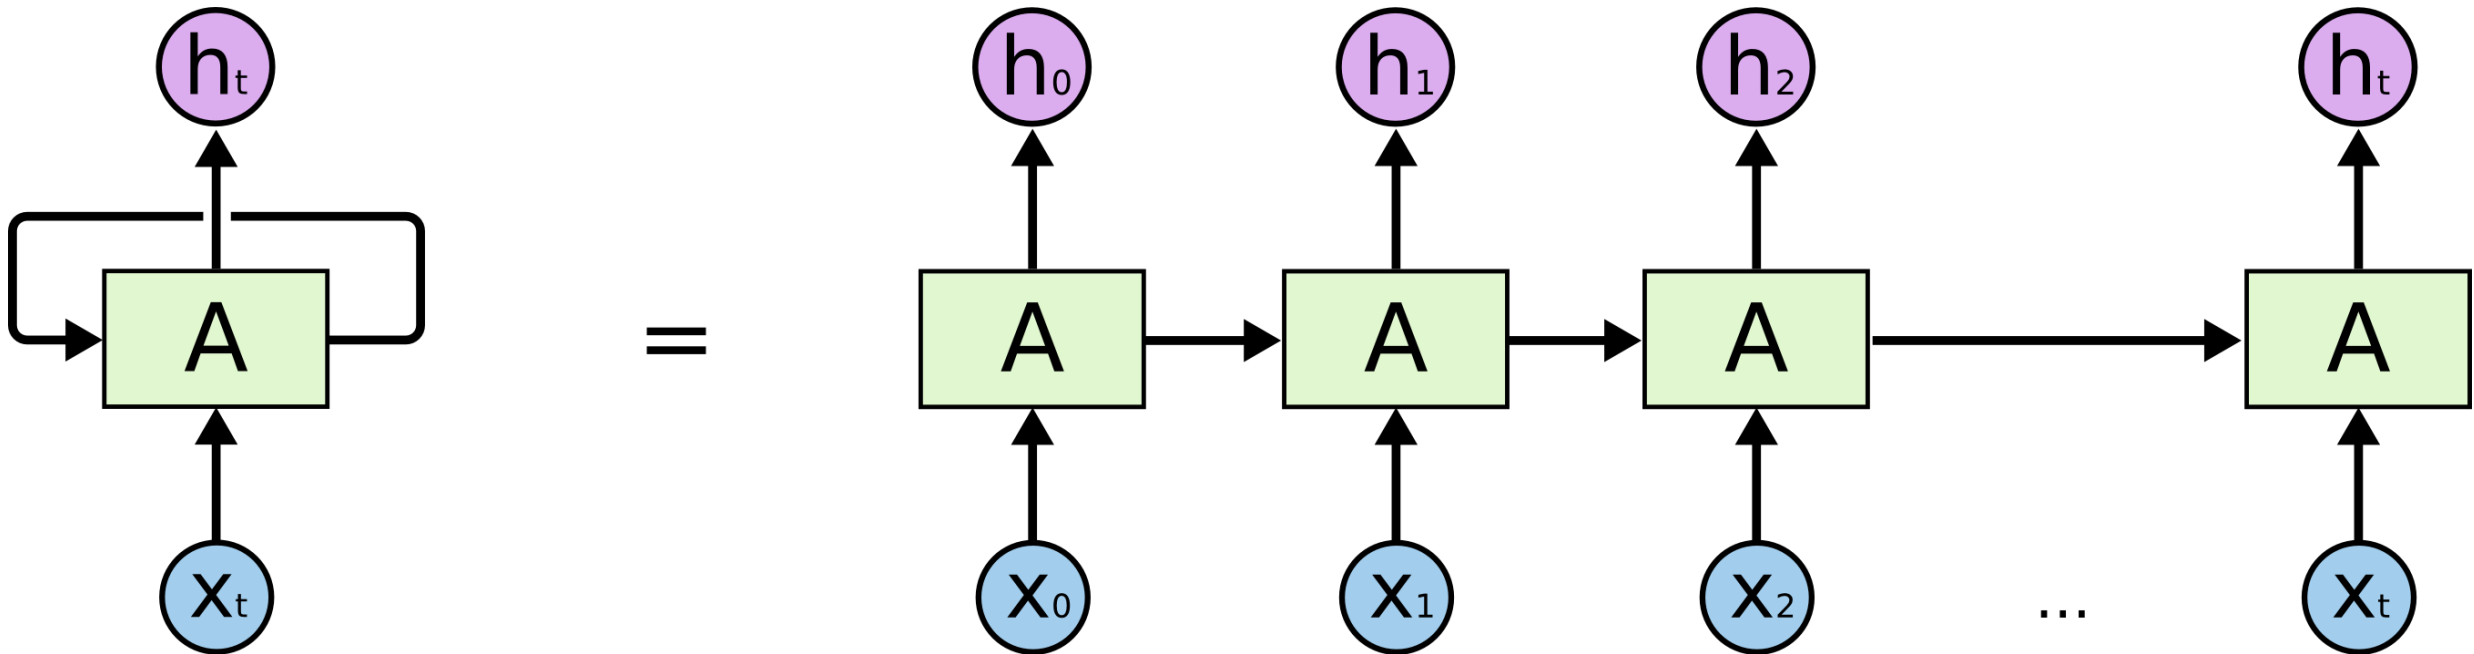 ht h0 h1 h2 ht
A = A A A A
xt x0 x1 x2 ... xt